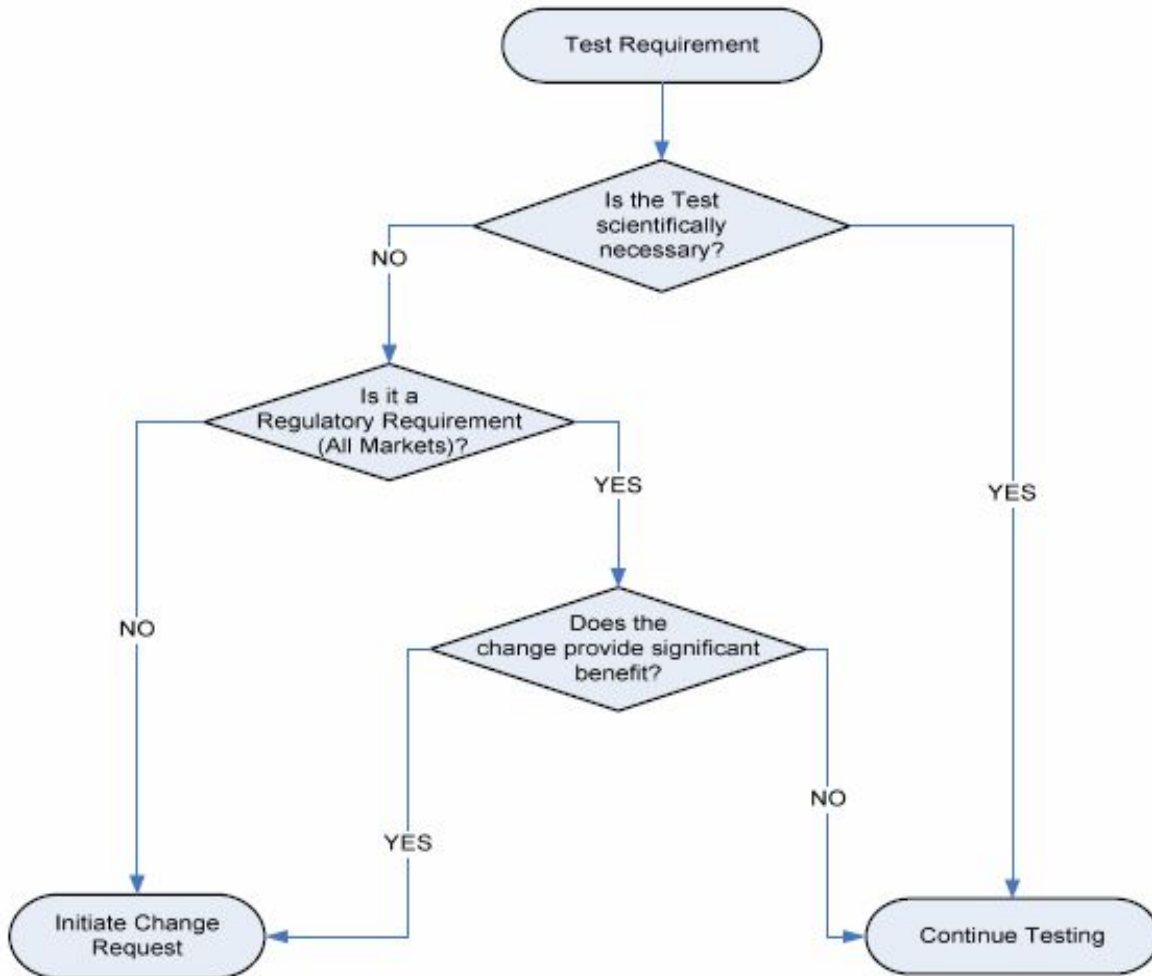 Test Requirement
Is the Test
scientifically
necessary?
NO
Is it a
Regulatory Requirement
(All Markets)?
YES
YES
NO
Does the
change provide significant
benefit?
NO
YES
Initiate Change
Request
Continue Testing